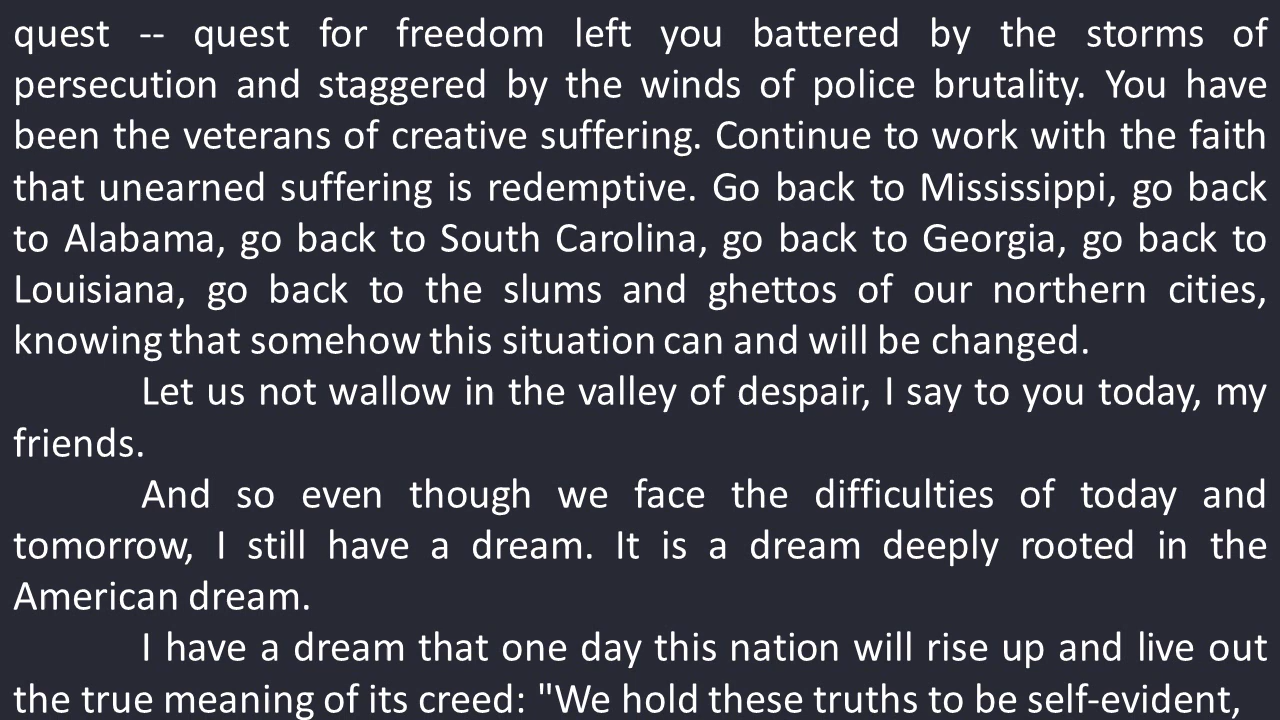 quest -- quest for freedom left you battered by the storms of
persecution and staggered by the winds of police brutality. You have
been the veterans of creative suffering. Continue to work with the faith
that unearned suffering is redemptive. Go back to Mississippi, go back
to Alabama, go back to South Carolina, go back to Georgia, go back to
Louisiana, go back to the slums and ghettos of our northern cities,
knowing that somehow this situation can and will be changed.
Let us not wallow in the valley of despair, I say to you today, my
friends.
And so even though we face the difficulties of today and
tomorrow, I still have a dream. It is a dream deeply rooted in the
American dream.
I have a dream that one day this nation will rise up and live out
the true meaning of its creed: "We hold these truths to be self-evident,